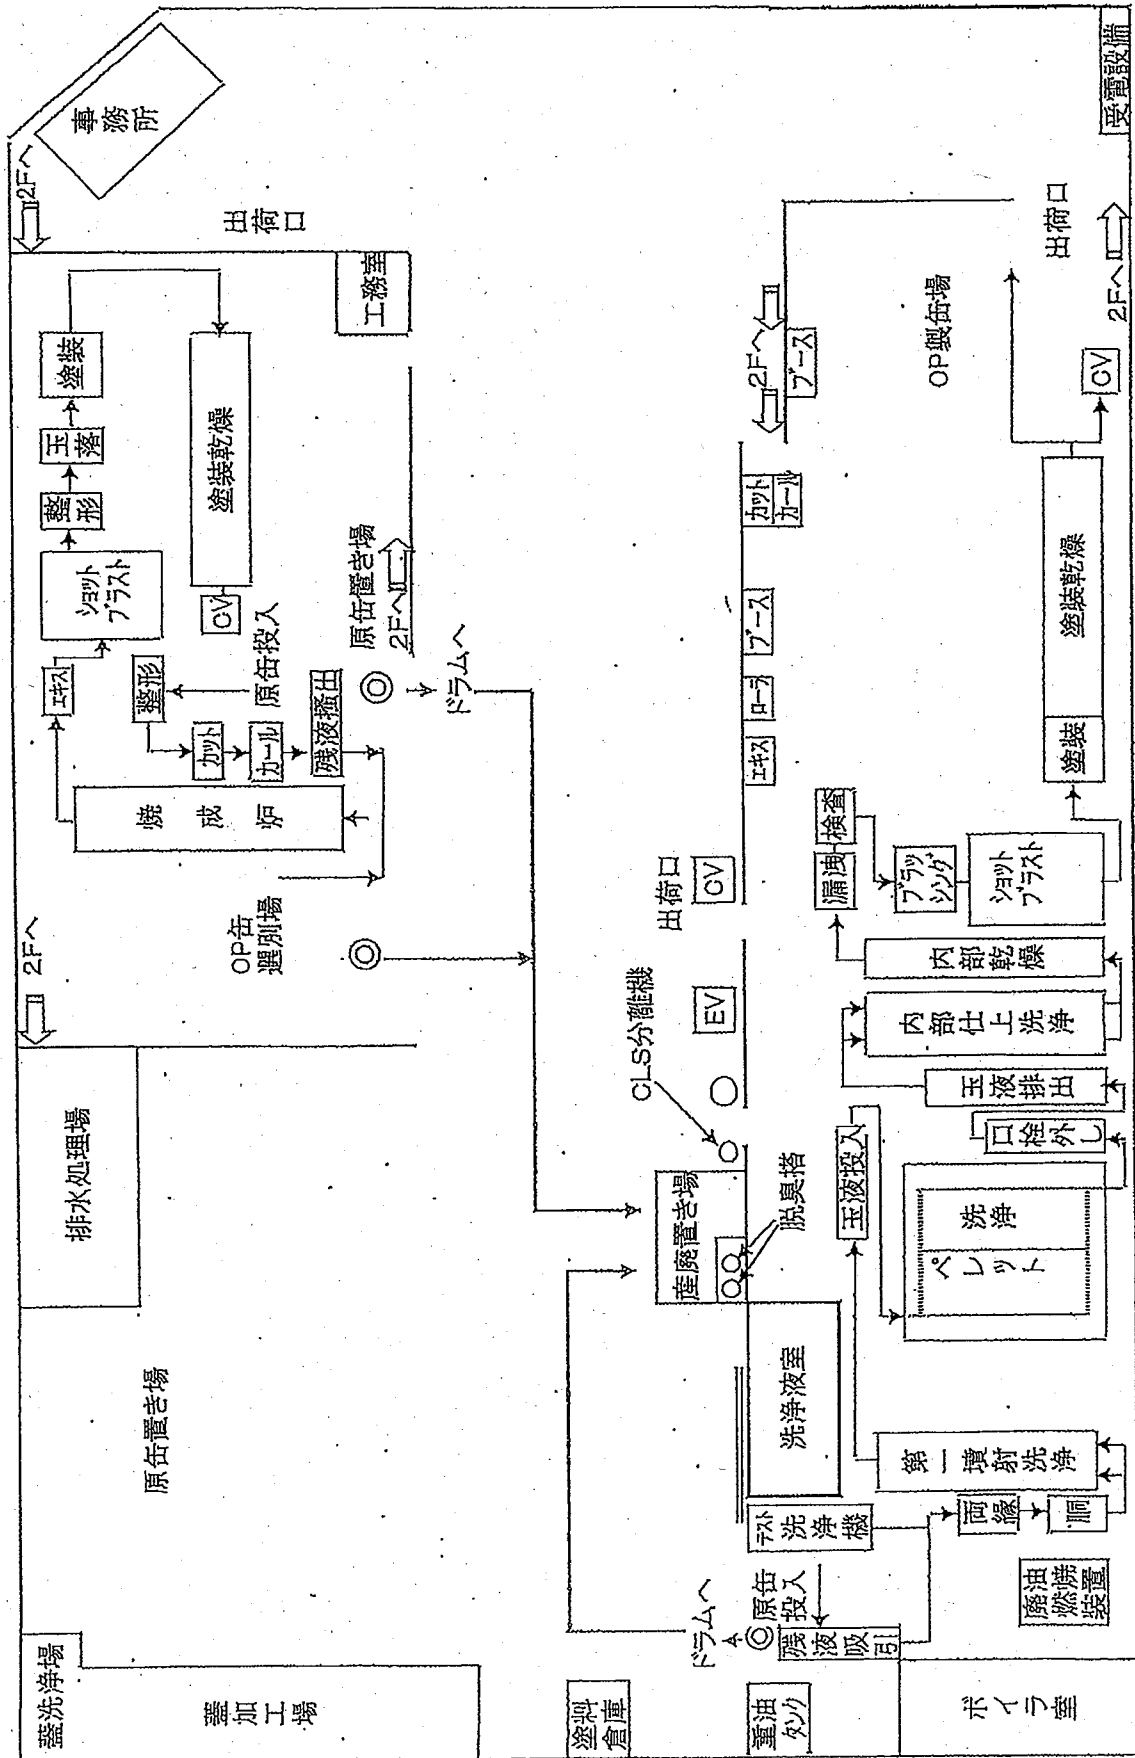 蓋洗浄場
蓋加工場
原缶置き場
排水処理場
2Fへ
OP缶
選別場
焼成炉
エキス
ショット
ブラスト
整形
玉落
塗装
塗装乾燥
CV
整形
原缶投入
カット
カール
残液掻出
原缶置き場
2Fへ
ドラムへ
工務室
出荷口
2Fへ
事務所
塗料
倉庫
重油
タンク
ボイラ室
ドラムへ
原缶
投入
残液吸引
テスト
洗浄機
洗浄液室
産廃置き場
脱臭搭
CLS分離機
EV
出荷口
CV
エキス
ローラ
ブース
カット
カール
2Fへ
ブース
廃油
燃焼
装置
両縁
胴
第一墳射洗浄
玉液投入
ペレット
洗浄
口栓外し
玉液排出
内部仕上洗浄
内部乾燥
漏洩検査
ブラッ
シング
ショット
ブラスト
塗装
塗装乾燥
CV
OP製缶場
出荷口
2Fへ
受電設備